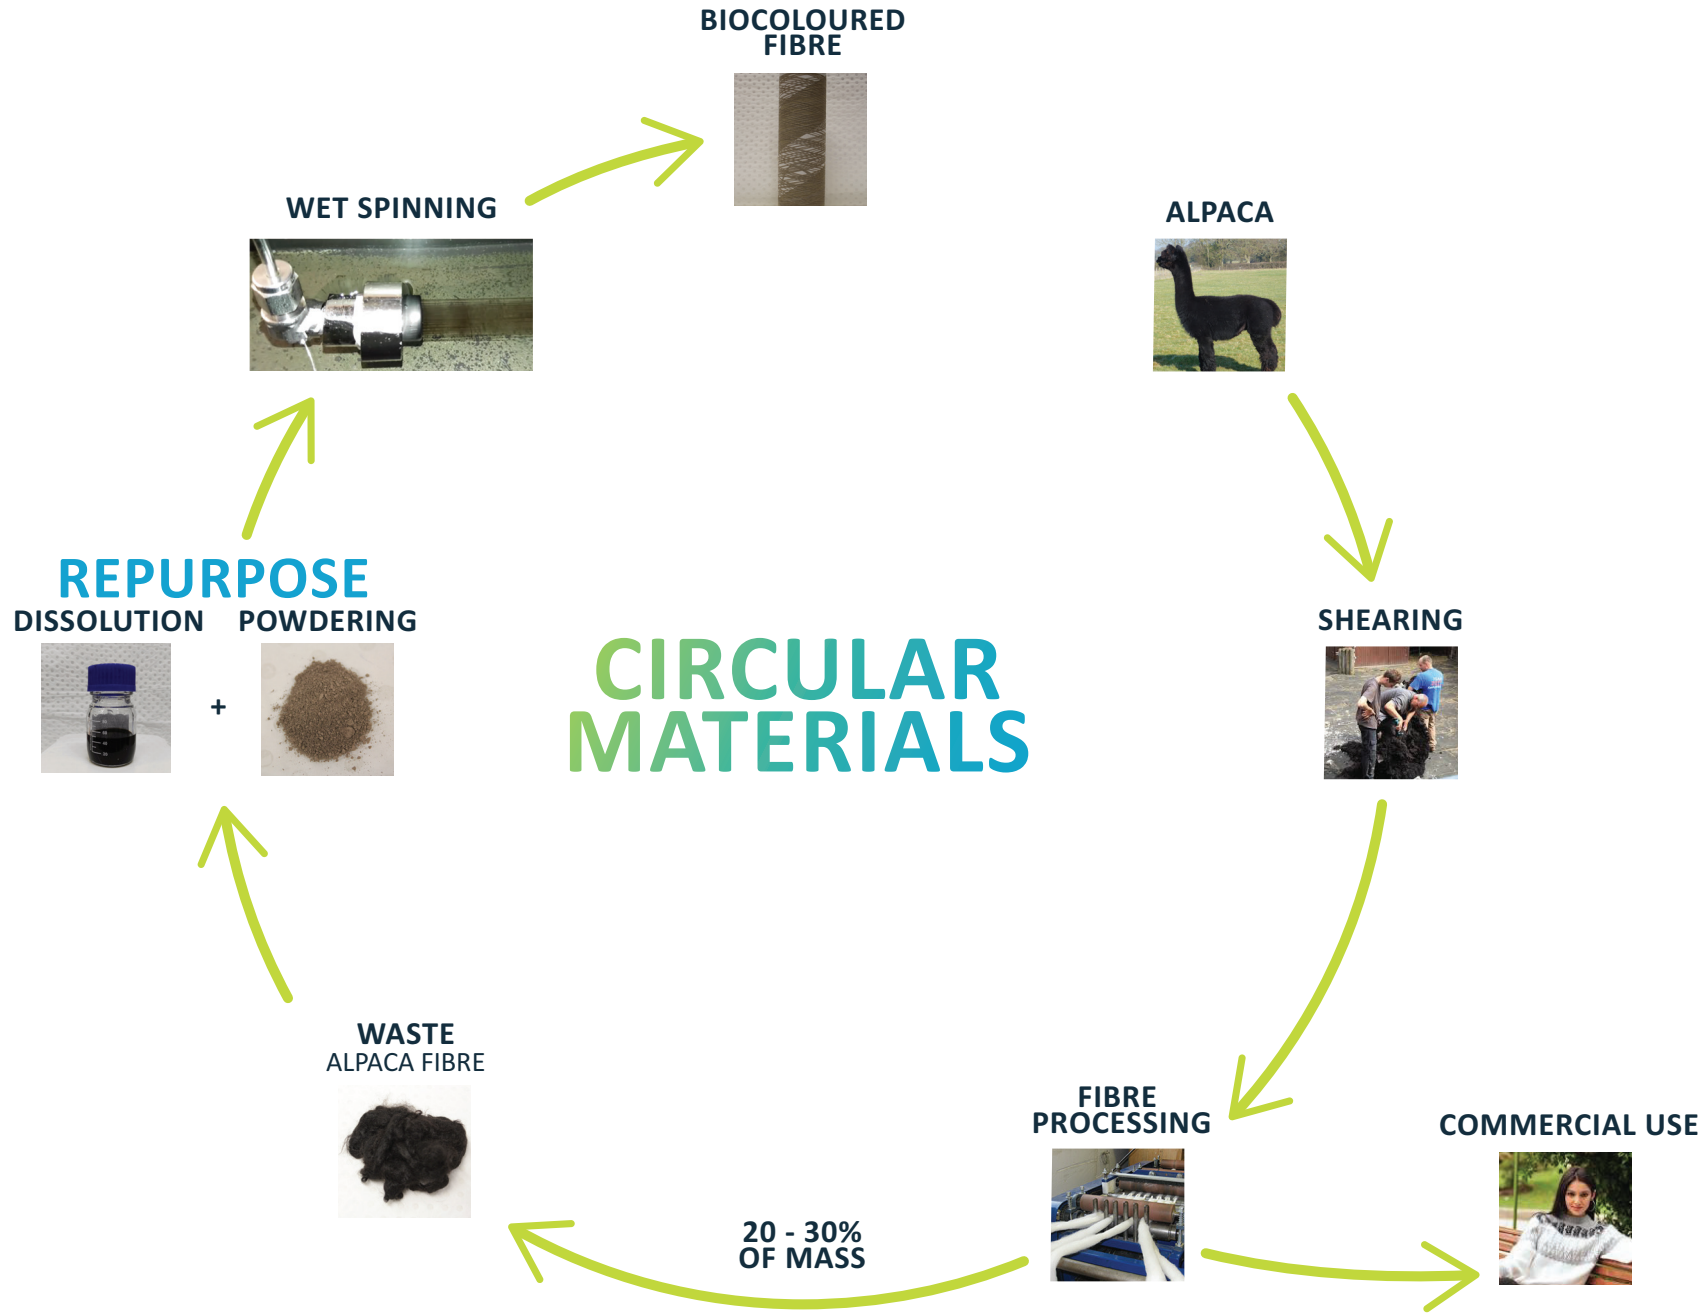 BIOCOLOURED
FIBRE
WET SPINNING
ALPACA
REPURPOSE
DISSOLUTION
POWDERING
+
CIRCULAR
MATERIALS
SHEARING
WASTE
ALPACA FIBRE
FIBRE
PROCESSING
COMMERCIAL USE
20 - 30%
OF MASS